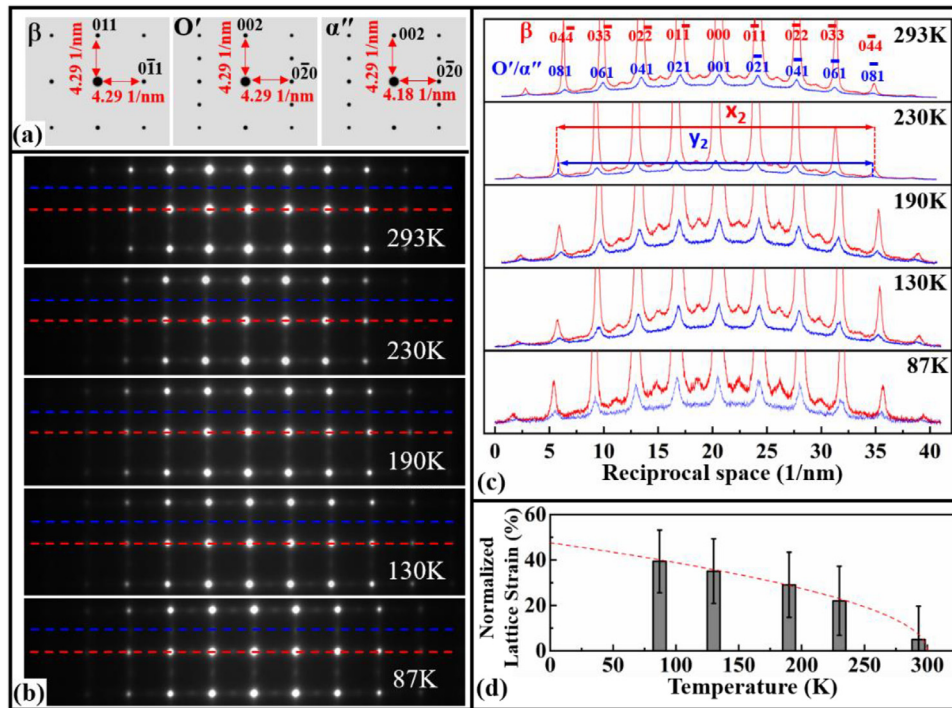 β
011
4.29 1/nm
01̄1
4.29 1/nm
O′
002
4.29 1/nm
02̄0
4.29 1/nm
α″
002
4.29 1/nm
02̄0
4.18 1/nm
(a)
293K
230K
190K
130K
87K
(b)
β 044̄ 033̄ 022̄ 011̄ 000 01̄1 02̄2 03̄3 04̄4 293K
O′/α″ 081 061 041 021 001 02̄1 04̄1 06̄1 08̄1
X₂ 230K
y₂
190K
130K
87K
0 5 10 15 20 25 30 35 40
Reciprocal space (1/nm)
(c)
Normalized
Lattice Strain (%)
60
40
20
0
0 50 100 150 200 250 300
Temperature (K)
(d)